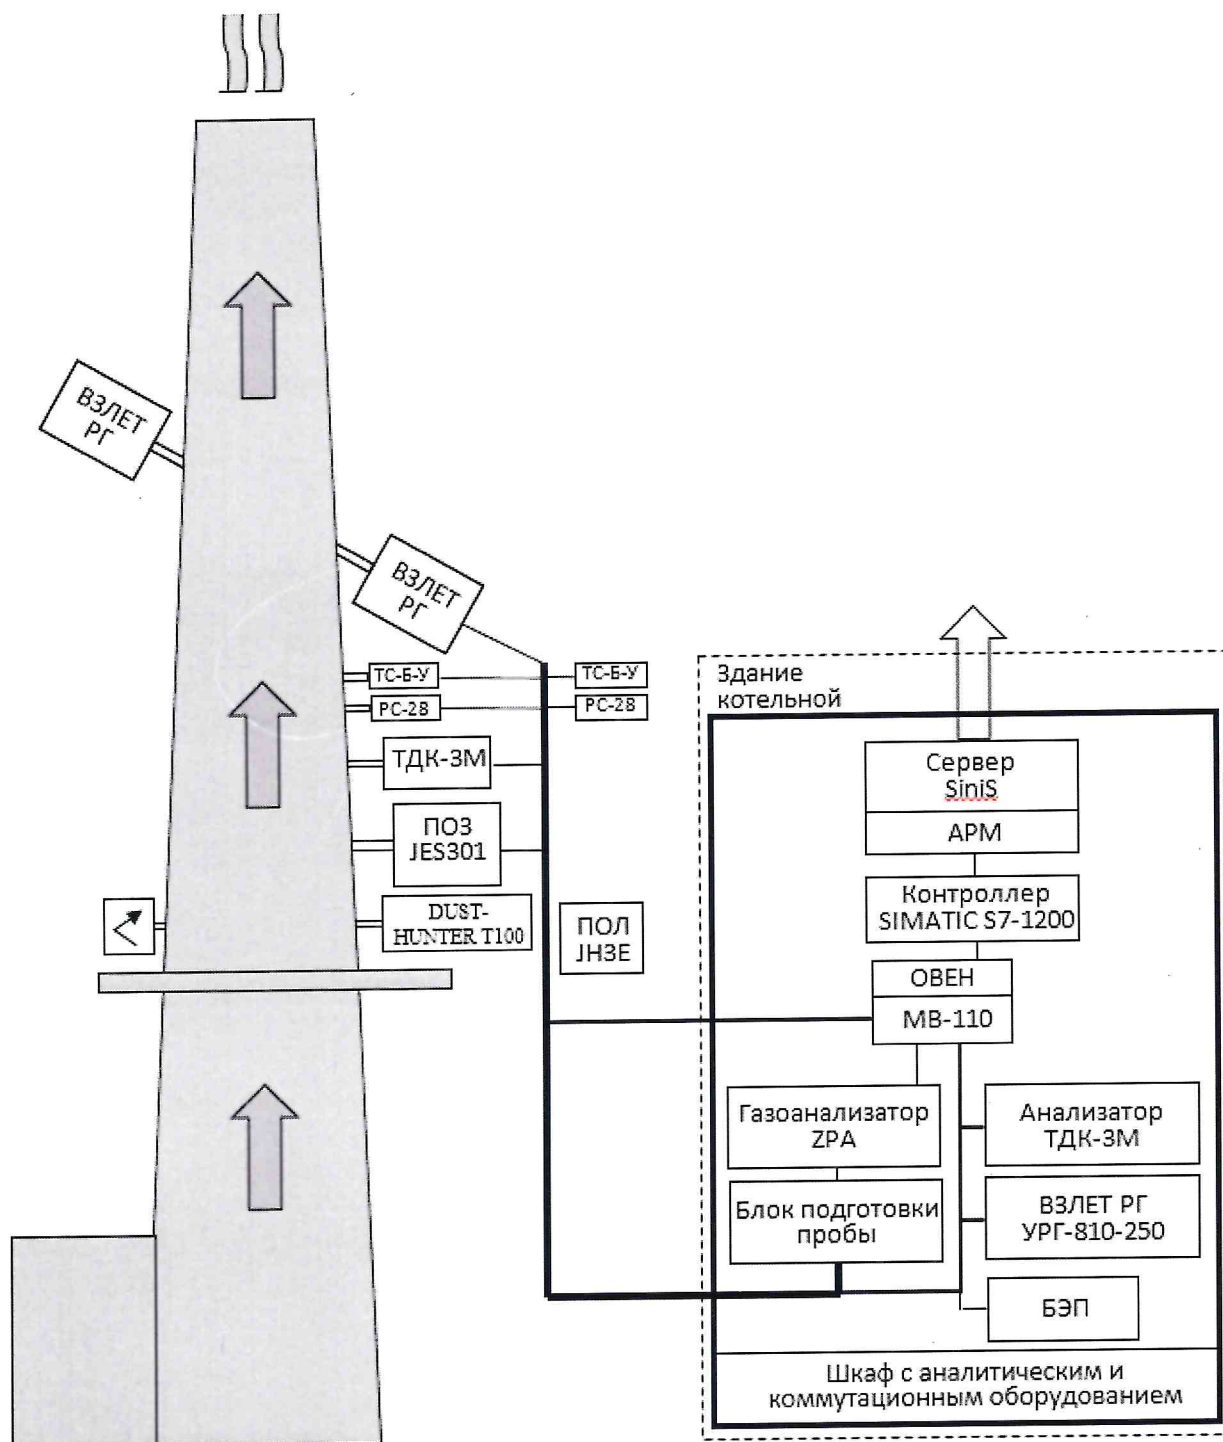 ВЗЛЕТ
РГ
ВЗЛЕТ
РГ
ТС-Б-У
ТС-Б-У
РС-28
РС-28
ТДК-3М
ПОЗ
JES301
DUST-
HUNTER T100
ПОЛ
JH3E
Здание
котельной
Сервер
SiniS
АРМ
Контроллер
SIMATIC S7-1200
ОВЕН
МВ-110
Газоанализатор
ZPA
Анализатор
ТДК-3М
Блок подготовки
пробы
ВЗЛЕТ РГ
УРГ-810-250
БЭП
Шкаф с аналитическим и
коммутационным оборудованием